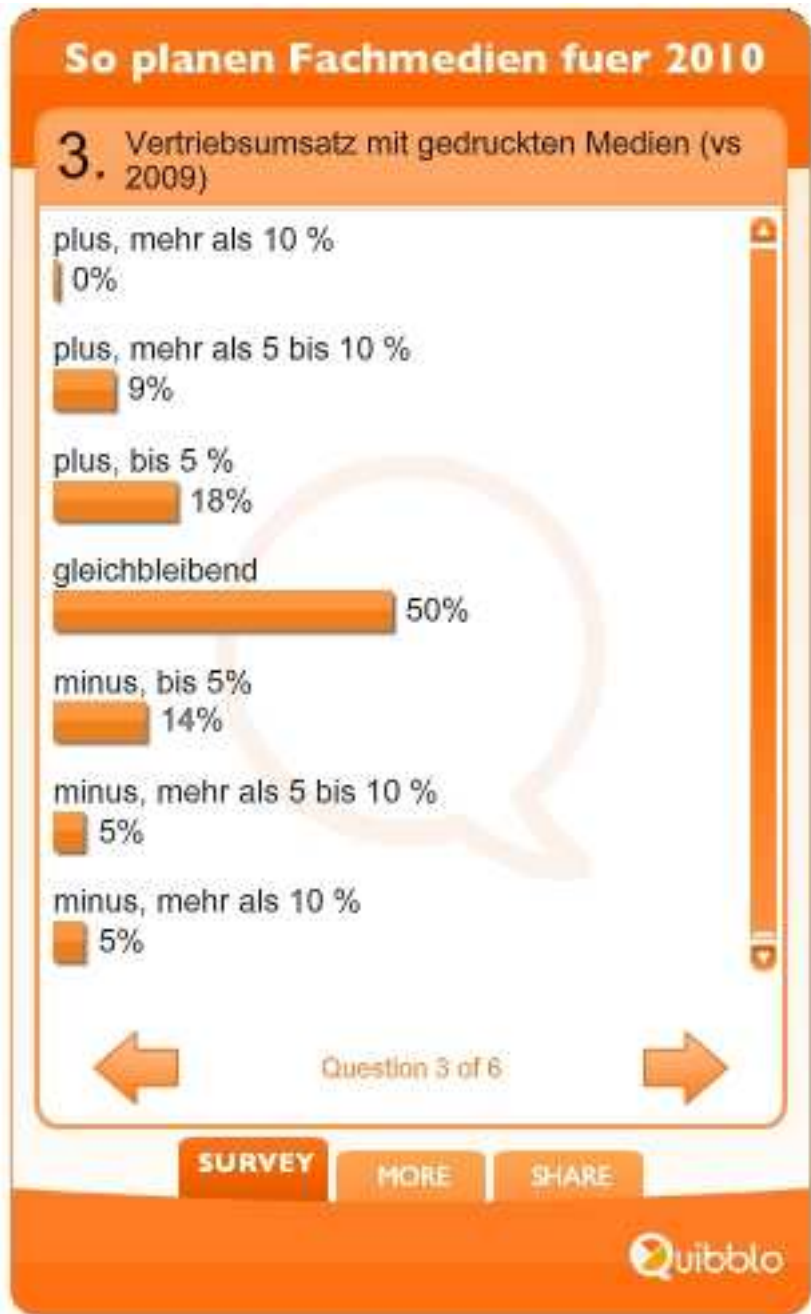 So planen Fachmedien fuer 2010
3. Vertriebsumsatz mit gedruckten Medien (vs
2009)
plus, mehr als 10 %
0%
plus, mehr als 5 bis 10 %
9%
plus, bis 5 %
18%
gleichbleibend
50%
minus, bis 5%
14%
minus, mehr als 5 bis 10 %
5%
minus, mehr als 10 %
5%
Question 3 of 6
SURVEY MORE SHARE
Quibblo